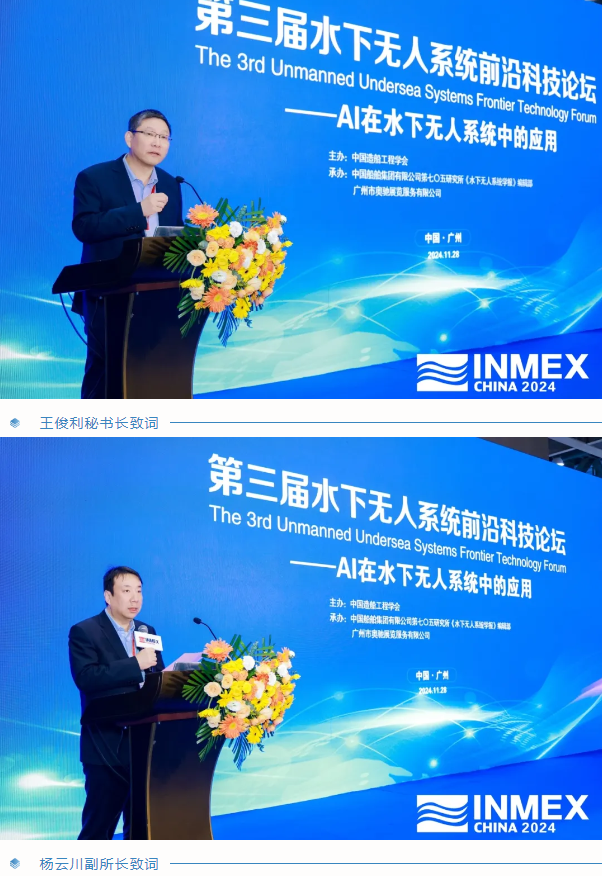 第三届水下无人系统前沿科技论坛
The 3rd Unmanned Undersea Systems Frontier Technology Forum
——AI在水下无人系统中的应用
主办：中国造船工程学会
承办：中国船舶集团有限公司第七〇五研究所《水下无人系统学报》编辑部
广州市奥驰展览服务有限公司
中国·广州
2024.11.28
INMEX
CHINA 2024
王俊利秘书长致词
第三届水下无人系统前沿科技论坛
The 3rd Unmanned Undersea Systems Frontier Technology Forum
——AI在水下无人系统中的应用
主办：中国造船工程学会
承办：中国船舶集团有限公司第七〇五研究所《水下无人系统学报》编辑部
广州市奥驰展览服务有限公司
中国·广州
2024.11.28
INMEX
CHINA 2024
杨云川副所长致词